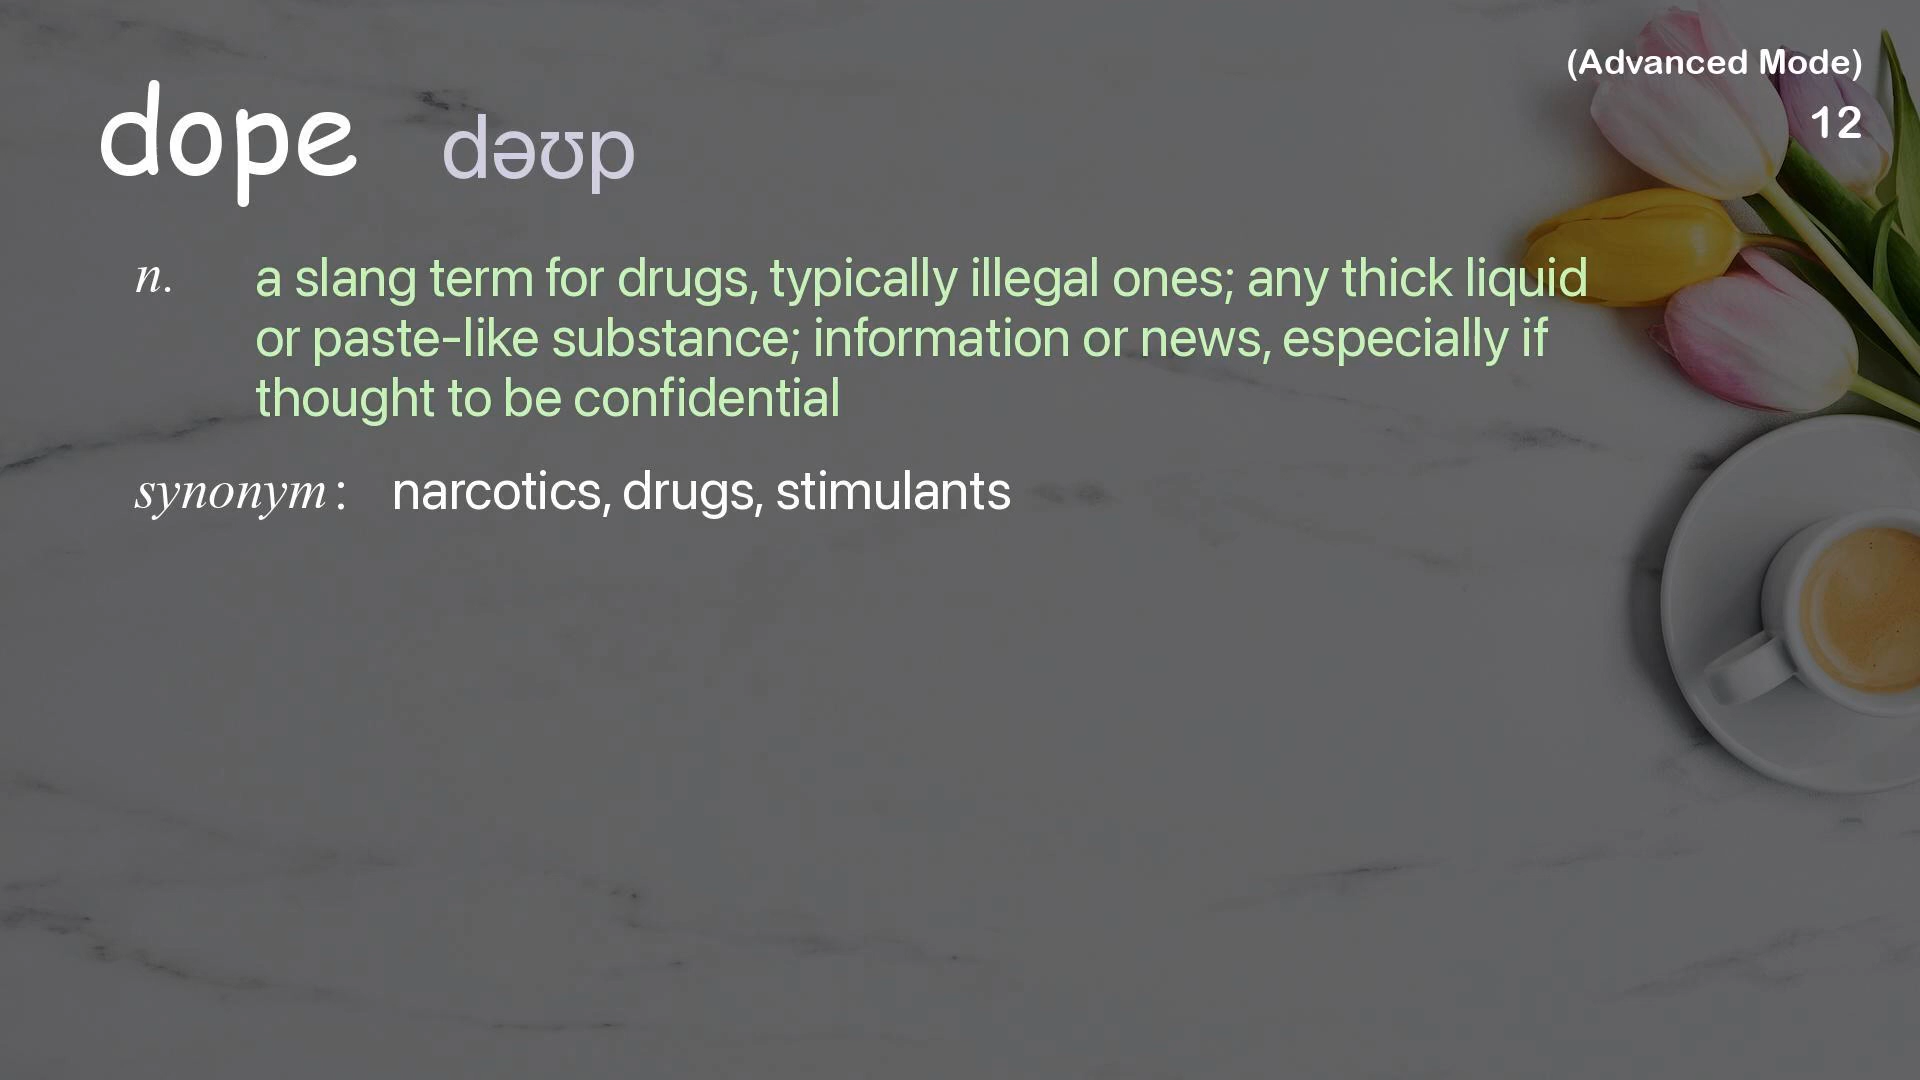 (Advanced Mode)
12
dope dəʊp
n. a slang term for drugs, typically illegal ones; any thick liquid
or paste-like substance; information or news, especially if
thought to be confidential
synonym: narcotics, drugs, stimulants